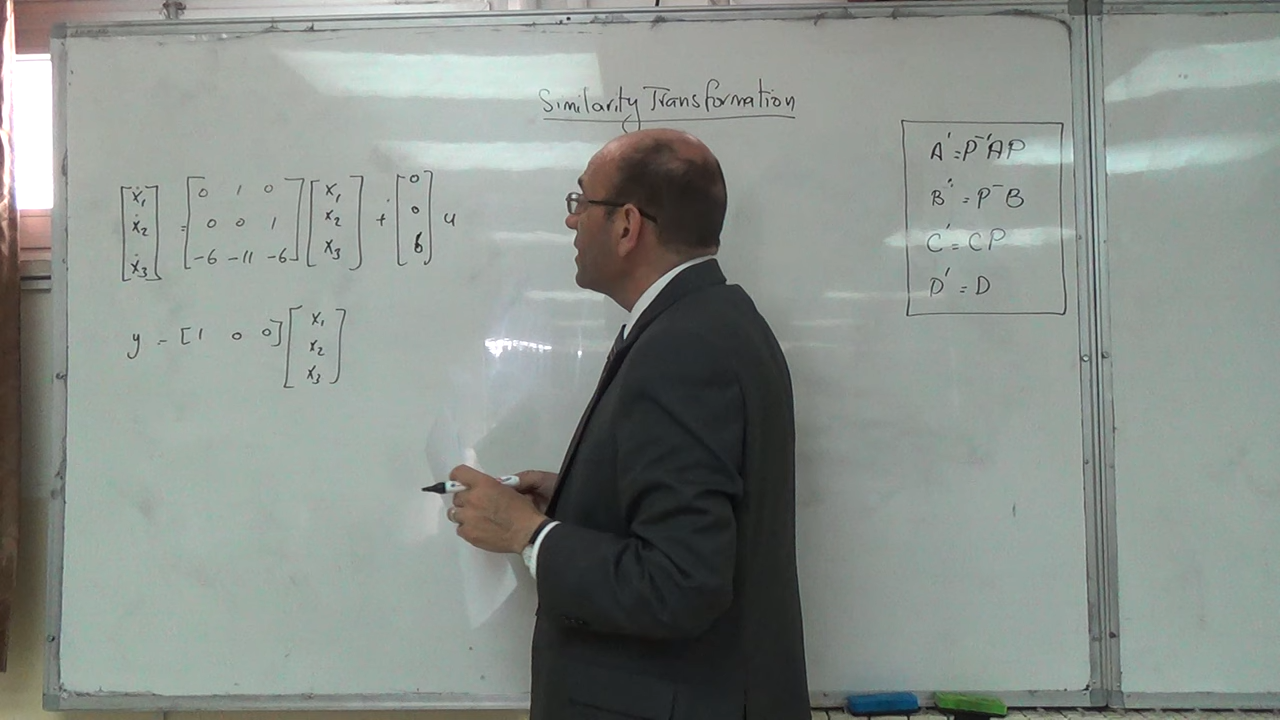 Similarity Transformation
[ẋ₁ ẋ₂ ẋ₃] = [0 1 0; 0 0 1; -6 -11 -6] [x₁ x₂ x₃] + [0 0 6] u
y = [1 0 0] [x₁ x₂ x₃]
A' = P⁻¹AP
B' = P⁻B
C' = CP
D' = D